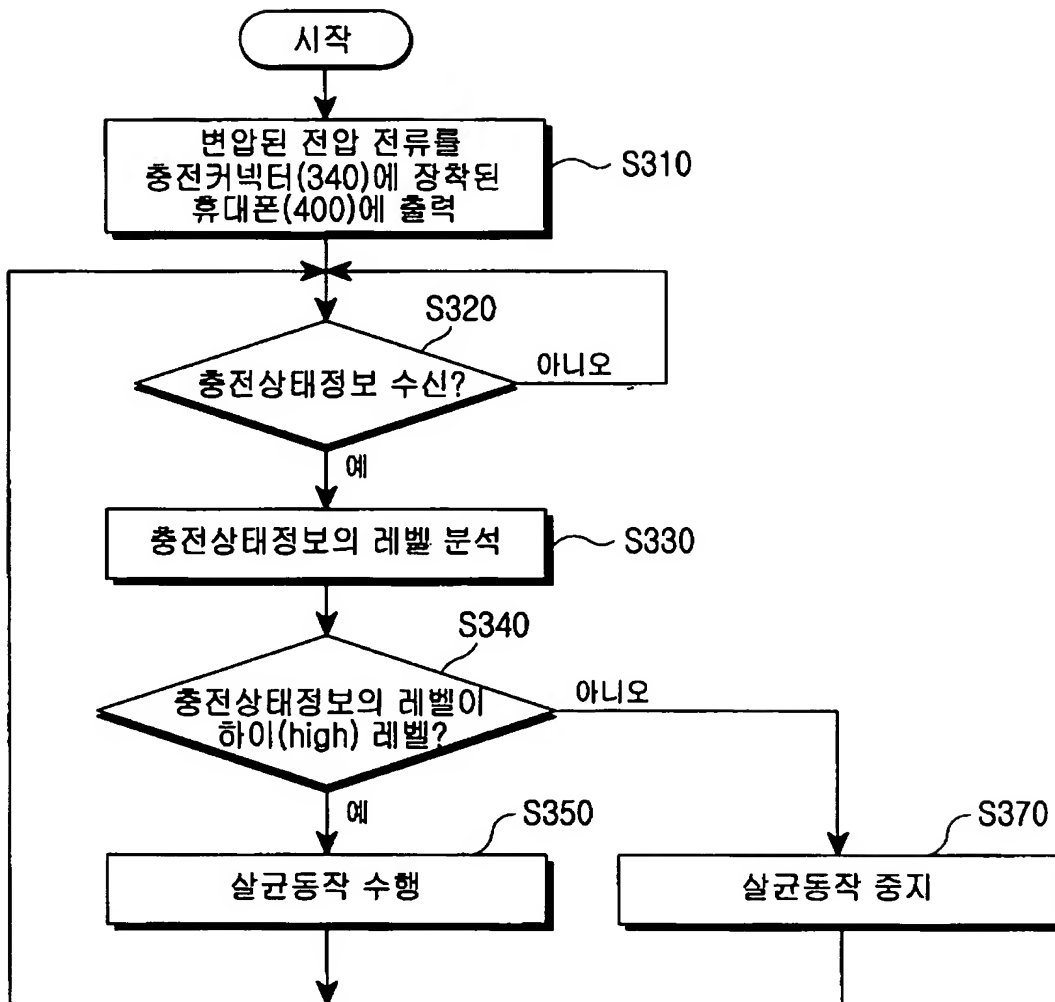 시작
변압된 전압 전류를
충전커넥터(340)에 장착된
휴대폰(400)에 출력
S310
S320
충전상태정보 수신?
아니오
예
충전상태정보의 레벨 분석
S330
S340
충전상태정보의 레벨이
하이(high) 레벨?
아니오
예
S350
살균동작 수행
S370
살균동작 중지